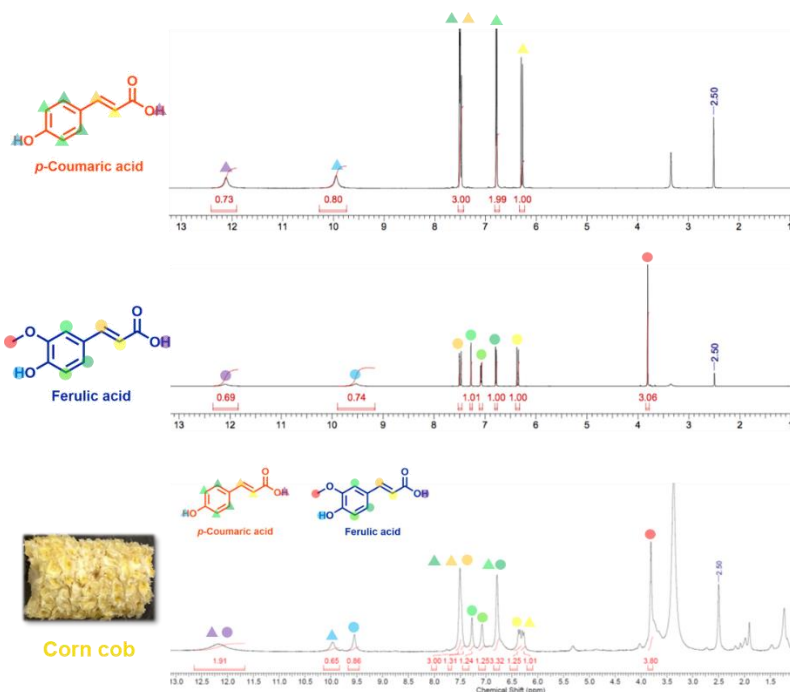 O
OH
HO
p-Coumaric acid
2.50
0.73
0.80
3.00
1.99
1.00
13 12 11 10 9 8 7 6 5 4 3 2 1
O
O
OH
HO
Ferulic acid
2.50
0.69
0.74
1.01
1.00
1.00
3.06
13 12 11 10 9 8 7 6 5 4 3 2 1
O
OH
HO
p-Coumaric acid
O
O
OH
HO
Ferulic acid
2.50
Corn cob
1.91
0.65
0.86
3.00
1.31
1.24
1.25
3.32
1.25
1.01
3.80
13.0 12.5 12.0 11.5 11.0 10.5 10.0 9.5 9.0 8.5 8.0 7.5 7.0 6.5 6.0 5.5 5.0 4.5 4.0 3.5 3.0 2.5 2.0 1.5
Chemical Shift (ppm)